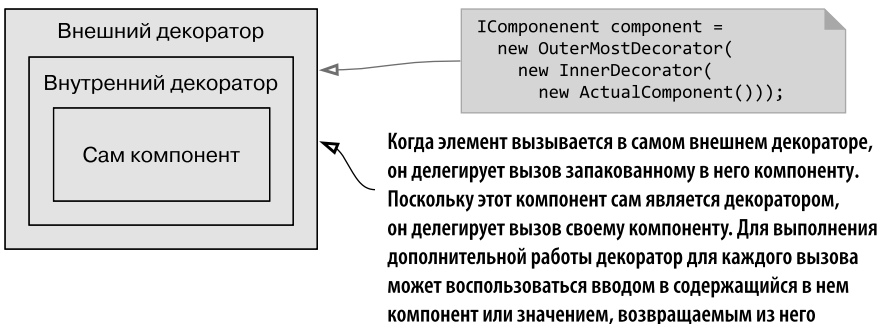 Внешний декоратор
Внутренний декоратор
Сам компонент
IComponenent component =
new OuterMostDecorator(
new InnerDecorator(
new ActualComponent()));
Когда элемент вызывается в самом внешнем декораторе,
он делегирует вызов запакованному в него компоненту.
Поскольку этот компонент сам является декоратором,
он делегирует вызов своему компоненту. Для выполнения
дополнительной работы декоратор для каждого вызова
может воспользоваться вводом в содержащийся в нем
компонент или значением, возвращаемым из него